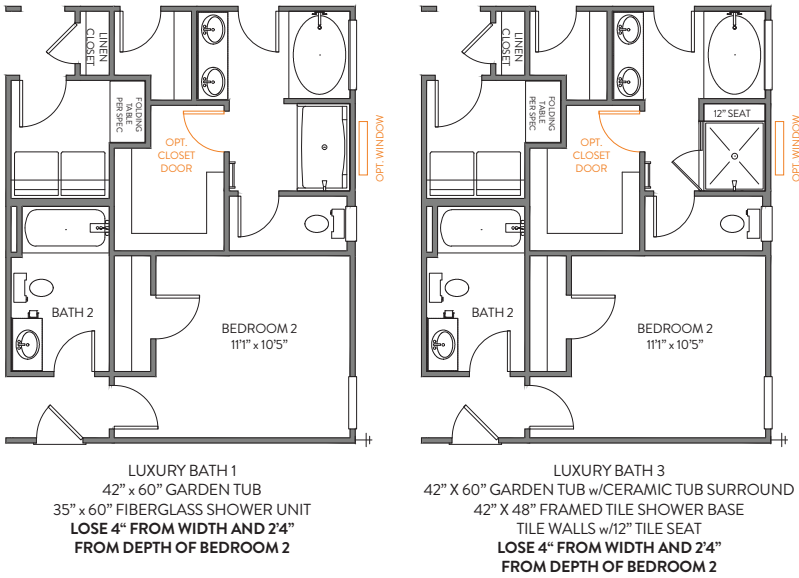 LINEN
CLOSET
FOLDING
TABLE
PER SPEC
OPT.
CLOSET
DOOR
OPT. WINDOW
BATH 2
BEDROOM 2
11'1" x 10'5"
LUXURY BATH 1
42" x 60" GARDEN TUB
35" x 60" FIBERGLASS SHOWER UNIT
LOSE 4" FROM WIDTH AND 2'4"
FROM DEPTH OF BEDROOM 2
LINEN
CLOSET
FOLDING
TABLE
PER SPEC
12" SEAT
OPT.
CLOSET
DOOR
OPT. WINDOW
BATH 2
BEDROOM 2
11'1" x 10'5"
LUXURY BATH 3
42" X 60" GARDEN TUB w/CERAMIC TUB SURROUND
42" X 48" FRAMED TILE SHOWER BASE
TILE WALLS w/12" TILE SEAT
LOSE 4" FROM WIDTH AND 2'4"
FROM DEPTH OF BEDROOM 2